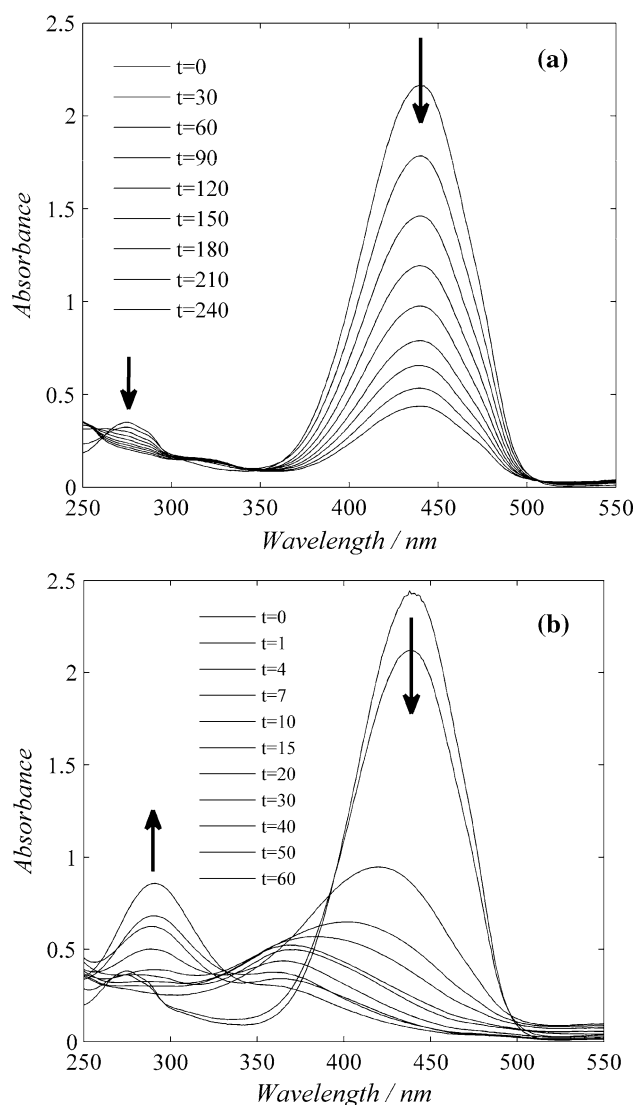 2.5
(a)
t=0
t=30
2
t=60
t=90
t=120
1.5
t=150
t=180
t=210
1
t=240
0.5
0
Absorbance
250 300 350 400 450 500 550
Wavelength / nm
2.5
(b)
t=0
t=1
t=4
2
t=7
t=10
t=15
1.5
t=20
t=30
t=40
t=50
1
t=60
0.5
0
Absorbance
250 300 350 400 450 500 550
Wavelength / nm